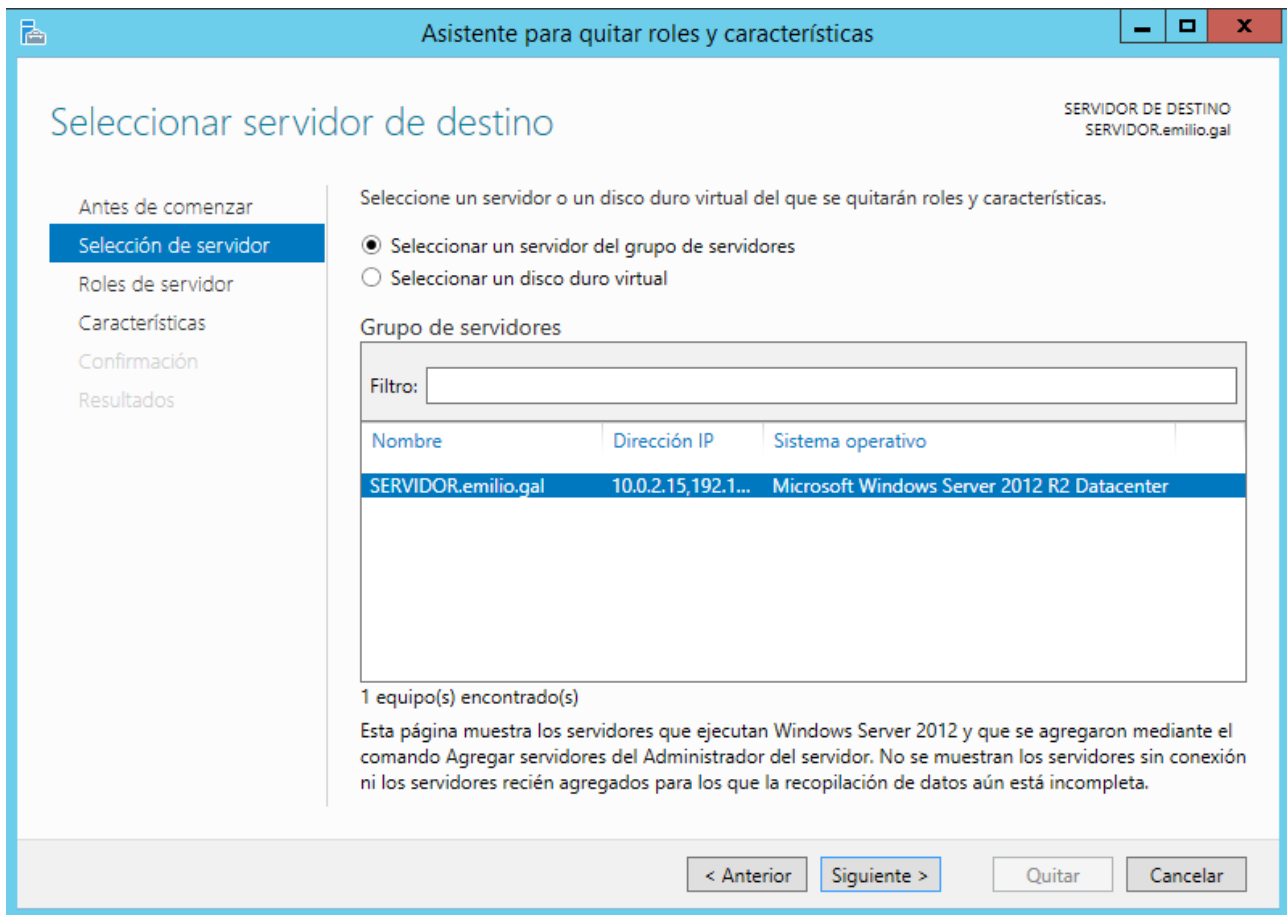 Asistente para quitar roles y características
Seleccionar servidor de destino
SERVIDOR DE DESTINO
SERVIDOR.emilio.gal
Antes de comenzar
Selección de servidor
Roles de servidor
Características
Confirmación
Resultados
Seleccione un servidor o un disco duro virtual del que se quitarán roles y características.
Seleccionar un servidor del grupo de servidores
Seleccionar un disco duro virtual
Grupo de servidores
Filtro:
Nombre Dirección IP Sistema operativo
SERVIDOR.emilio.gal 10.0.2.15,192.1... Microsoft Windows Server 2012 R2 Datacenter
1 equipo(s) encontrado(s)
Esta página muestra los servidores que ejecutan Windows Server 2012 y que se agregaron mediante el
comando Agregar servidores del Administrador del servidor. No se muestran los servidores sin conexión
ni los servidores recién agregados para los que la recopilación de datos aún está incompleta.
< Anterior Siguiente > Quitar Cancelar